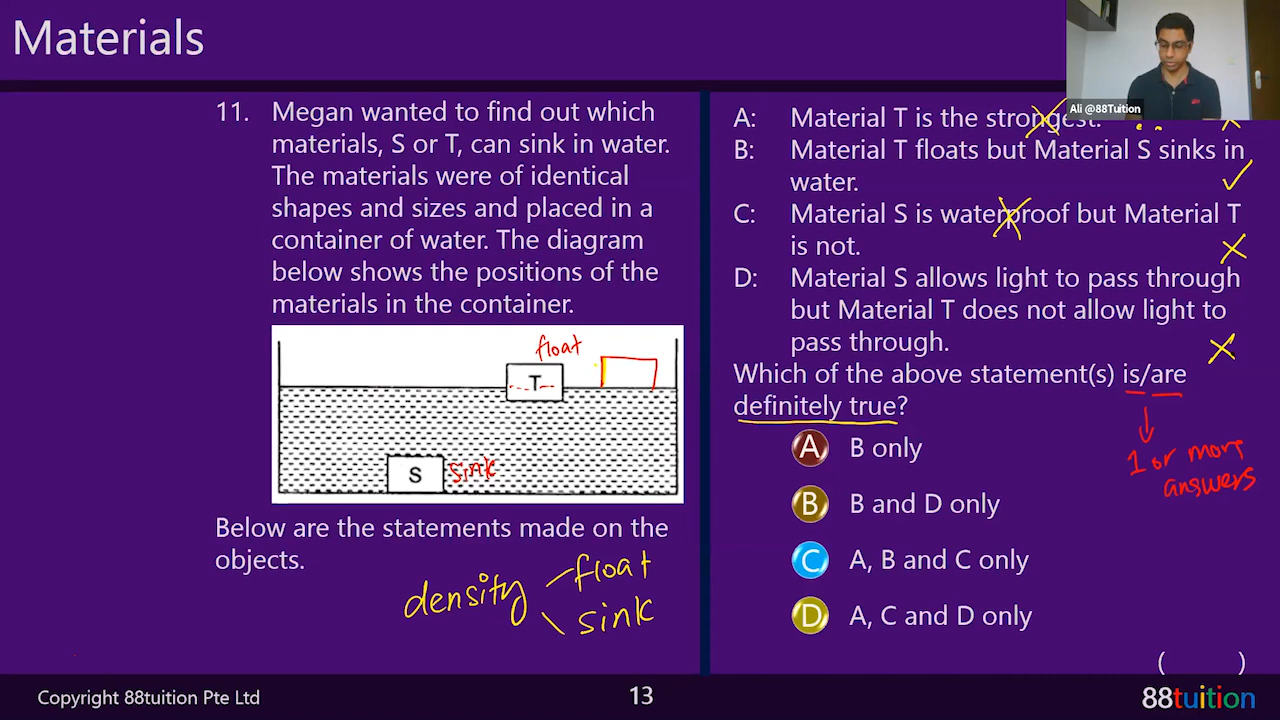 Materials
Ali @88Tuition
11. Megan wanted to find out which
materials, S or T, can sink in water.
The materials were of identical
shapes and sizes and placed in a
container of water. The diagram
below shows the positions of the
materials in the container.
float
T
S
sink
Below are the statements made on the
objects.
density
float
sink
A: Material T is the strongest.
B: Material T floats but Material S sinks in
water.
C: Material S is waterproof but Material T
is not.
D: Material S allows light to pass through
but Material T does not allow light to
pass through.
Which of the above statement(s) is/are
definitely true?
1 or more
answers
A B only
B B and D only
C A, B and C only
D A, C and D only
( )
Copyright 88tuition Pte Ltd
13
88tuition